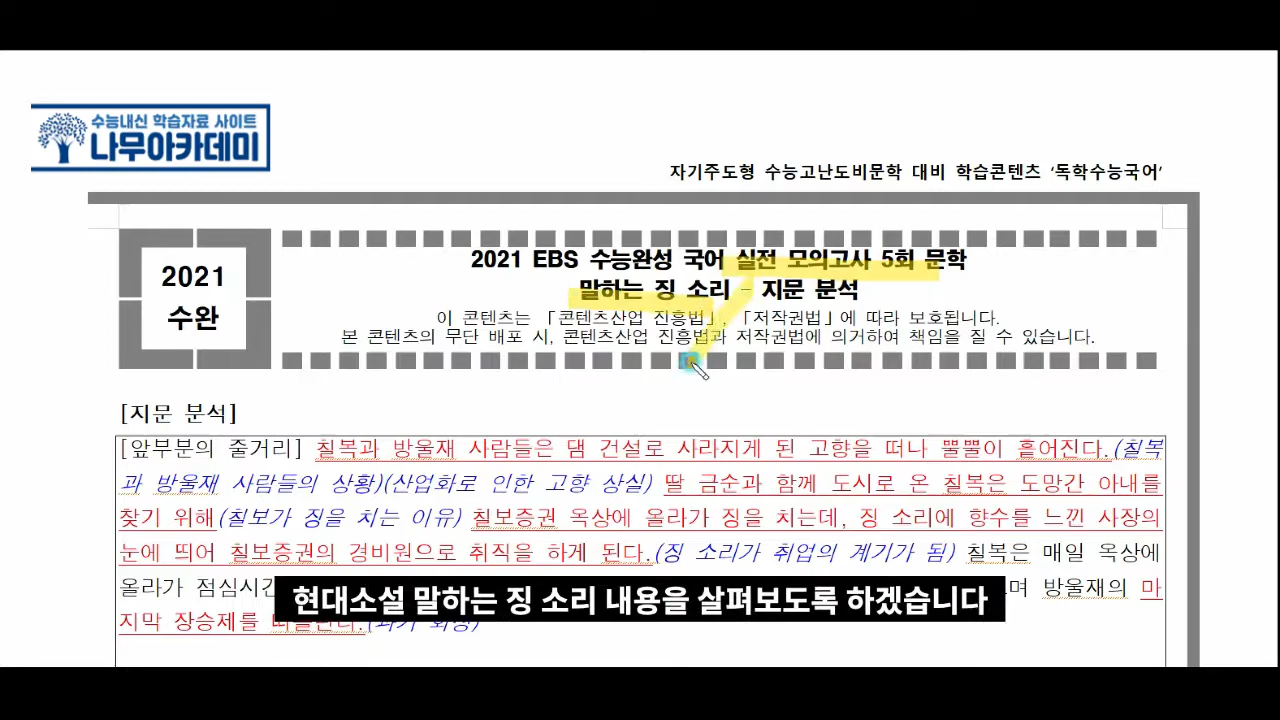 수능내신 학습자료 사이트
나무아카데미
자기주도형 수능고난도비문학 대비 학습콘텐츠 ‘독학수능국어’
2021
수완
2021 EBS 수능완성 국어 실전 모의고사 5회 문학
말하는 징 소리 - 지문 분석
이 콘텐츠는 「콘텐츠산업 진흥법」, 「저작권법」에 따라 보호됩니다.
본 콘텐츠의 무단 배포 시, 콘텐츠산업 진흥법과 저작권법에 의거하여 책임을 질 수 있습니다.
[지문 분석]
[앞부분의 줄거리] 칠복과 방울재 사람들은 댐 건설로 사라지게 된 고향을 떠나 뿔뿔이 흩어진다.(칠복
과 방울재 사람들의 상황)(산업화로 인한 고향 상실) 딸 금순과 함께 도시로 온 칠복은 도망간 아내를
찾기 위해(칠보가 징을 치는 이유) 칠보증권 옥상에 올라가 징을 치는데, 징 소리에 향수를 느낀 사장의
눈에 띄어 칠보증권의 경비원으로 취직을 하게 된다.(징 소리가 취업의 계기가 됨) 칠복은 매일 옥상에
올라가 점심시간 며 방울재의 마
지막 장승제를 떠올린다.(과거 회상)
현대소설 말하는 징 소리 내용을 살펴보도록 하겠습니다